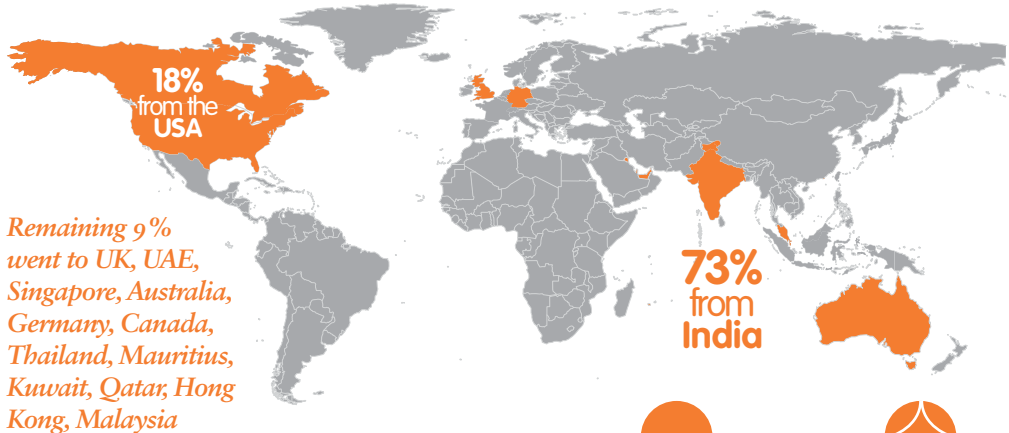 18%
from the
USA
Remaining 9%
went to UK, UAE,
Singapore, Australia,
Germany, Canada,
Thailand, Mauritius,
Kuwait, Qatar, Hong
Kong, Malaysia
73%
from
India